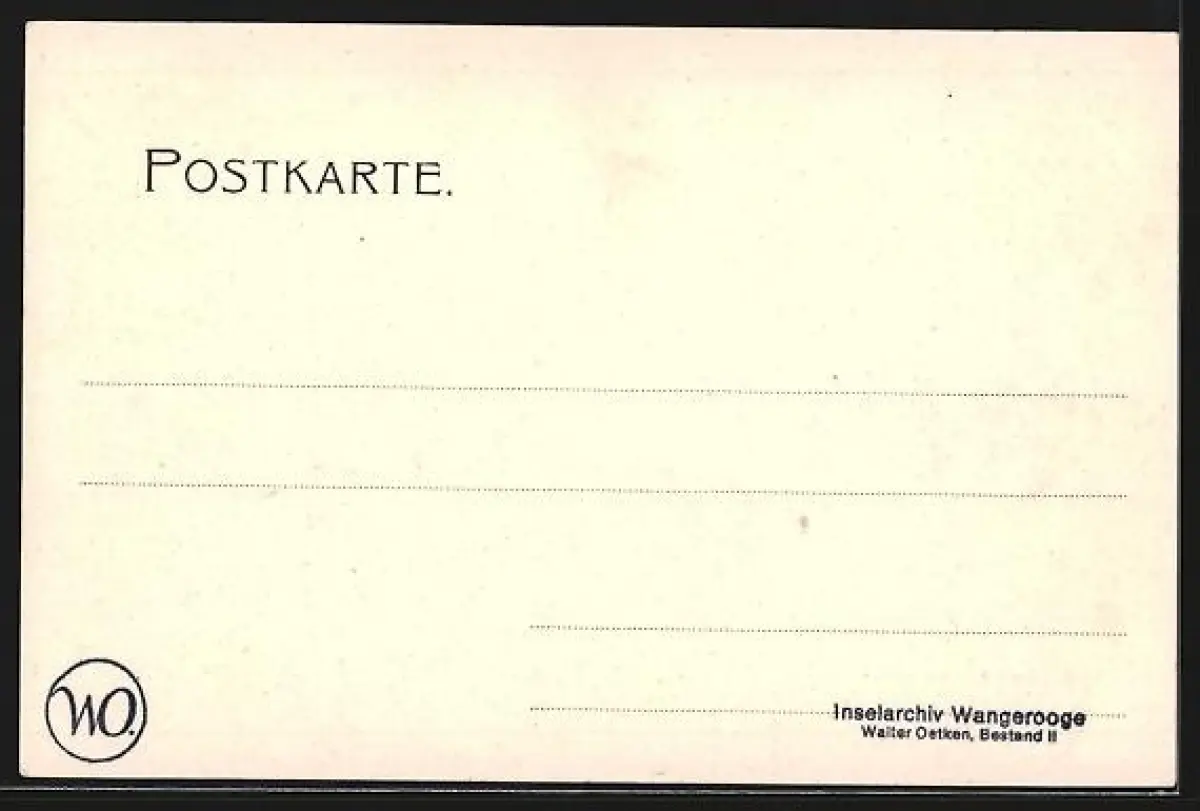 POSTKARTE.
WO.
Inselarchiv Wangerooge
Walter Oetken, Bestand II